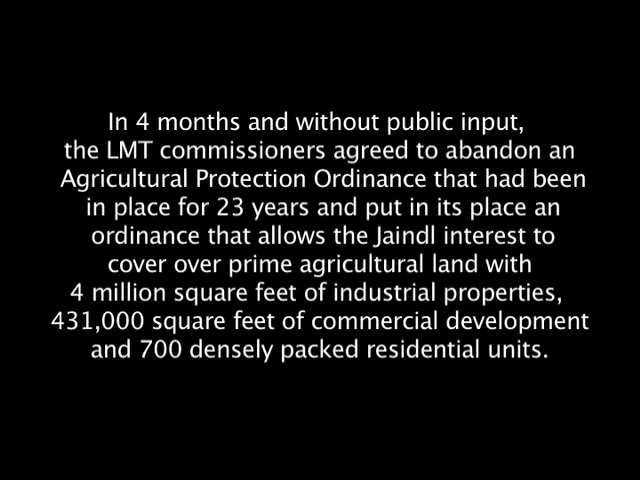 In 4 months and without public input,
the LMT commissioners agreed to abandon an
Agricultural Protection Ordinance that had been
in place for 23 years and put in its place an
ordinance that allows the Jaindl interest to
cover over prime agricultural land with
4 million square feet of industrial properties,
431,000 square feet of commercial development
and 700 densely packed residential units.